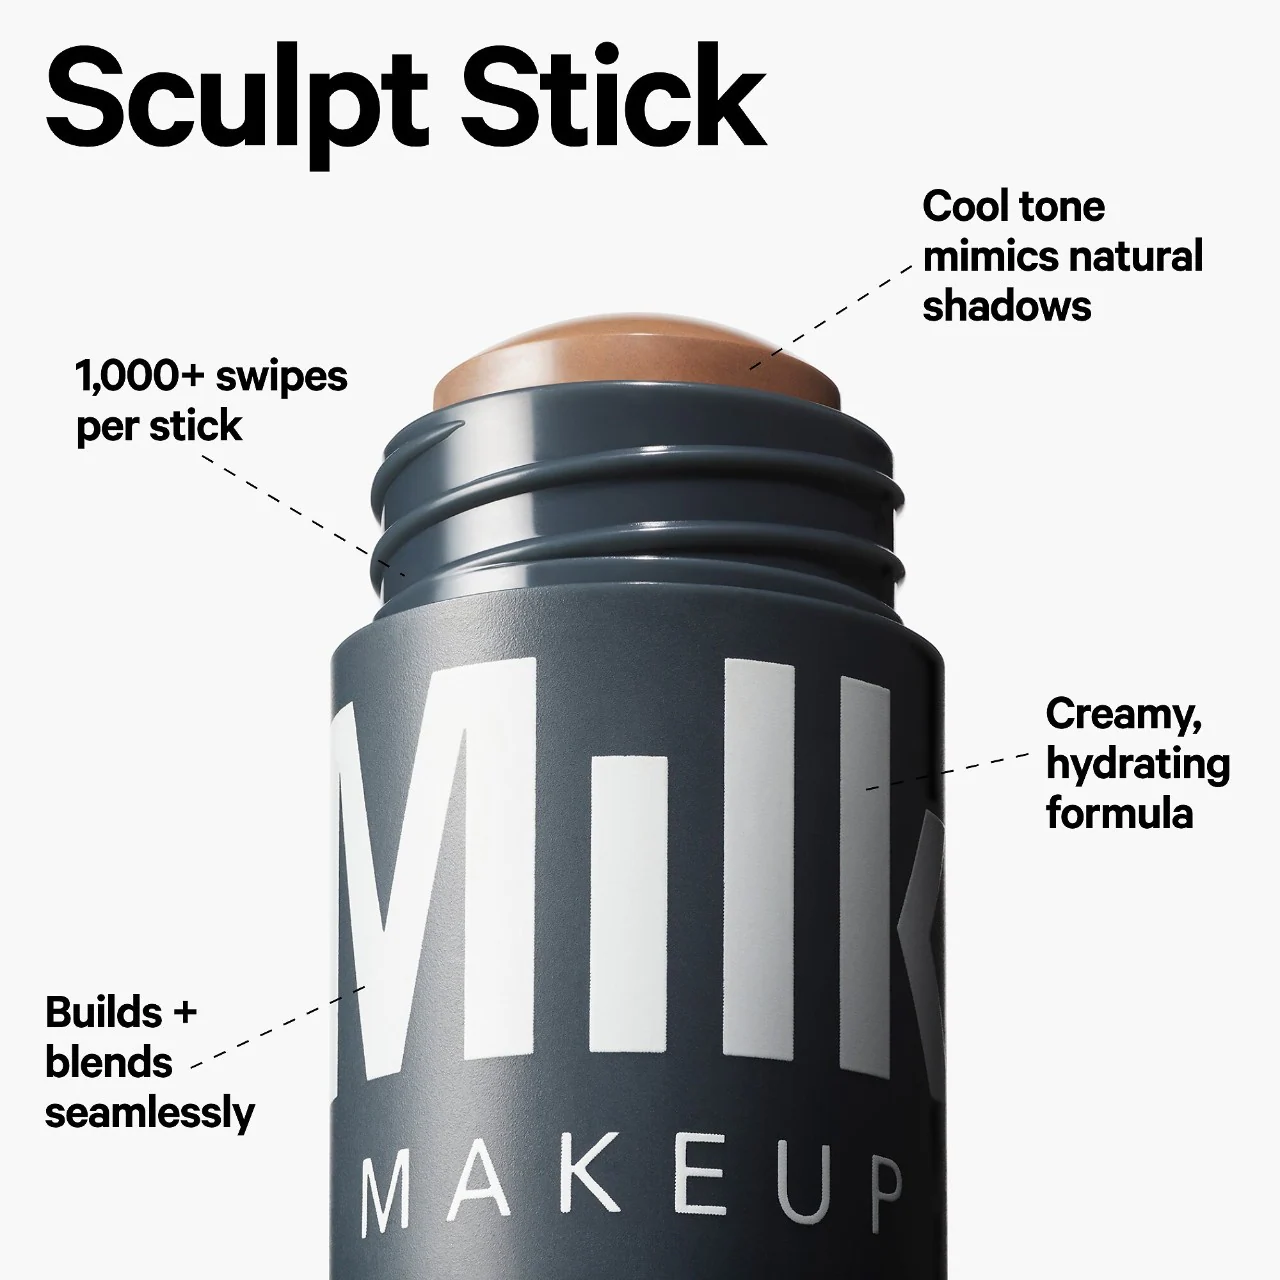 Sculpt Stick
Cool tone
mimics natural
shadows
1,000+ swipes
per stick
Creamy,
hydrating
formula
Builds +
blends
seamlessly
Milk
MAKEUP